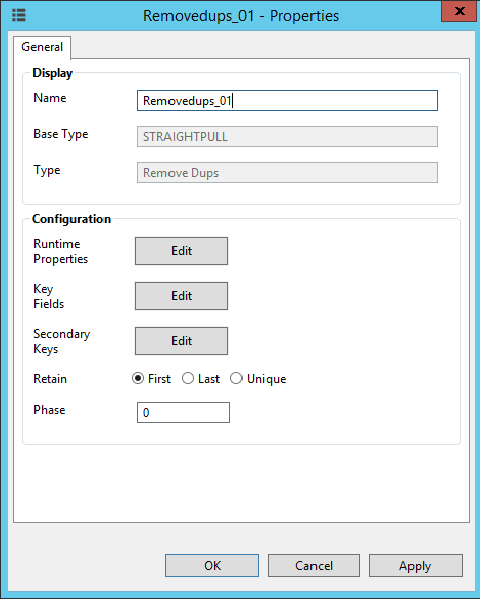 Removedups_01 - Properties
General
Display
Name
Removedups_01
Base Type
STRAIGHTPULL
Type
Remove Dups
Configuration
Runtime
Properties
Edit
Key
Fields
Edit
Secondary
Keys
Edit
Retain
First
Last
Unique
Phase
0
OK
Cancel
Apply